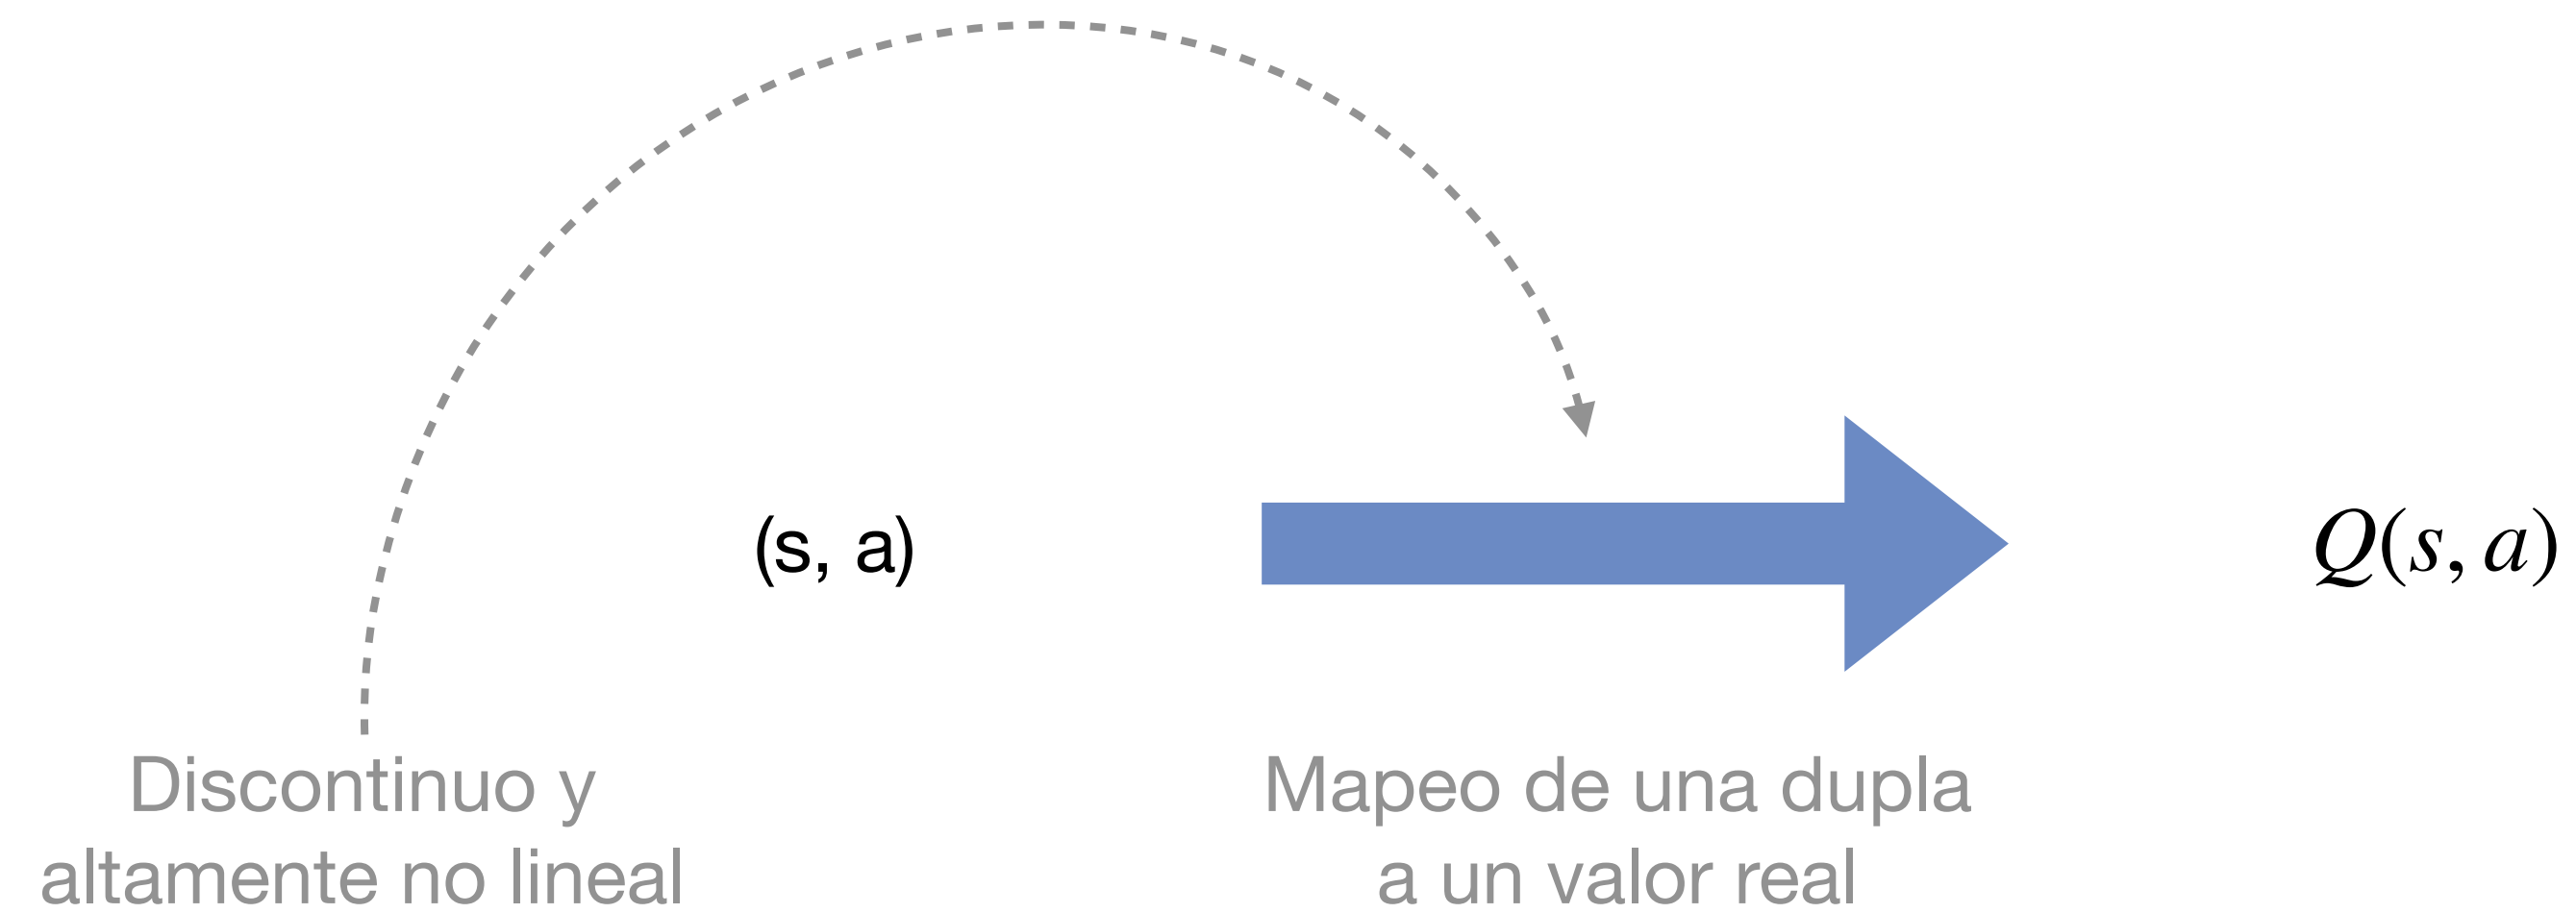 (s, a)
Q(s, a)
Discontinuo y
altamente no lineal
Mapeo de una dupla
a un valor real